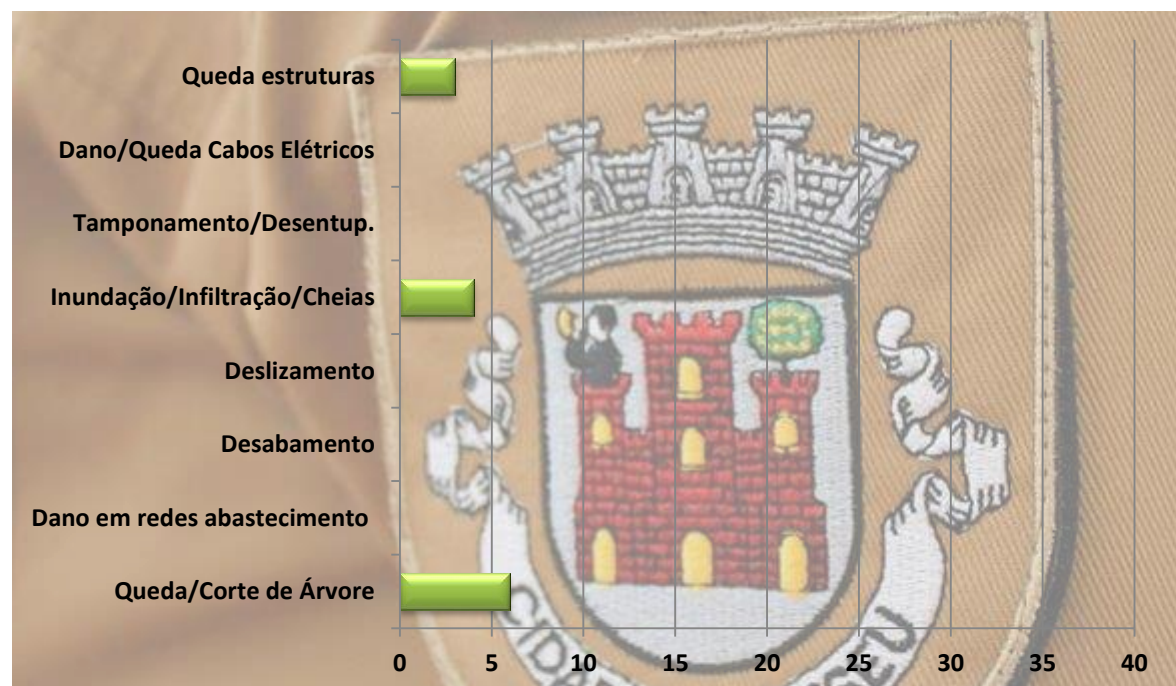 Queda estruturas
Dano/Queda Cabos Elétricos
Tamponamento/Desentup.
Inundação/Infiltração/Cheias
Deslizamento
Desabamento
Dano em redes abastecimento
Queda/Corte de Árvore
0 5 10 15 20 25 30 35 40